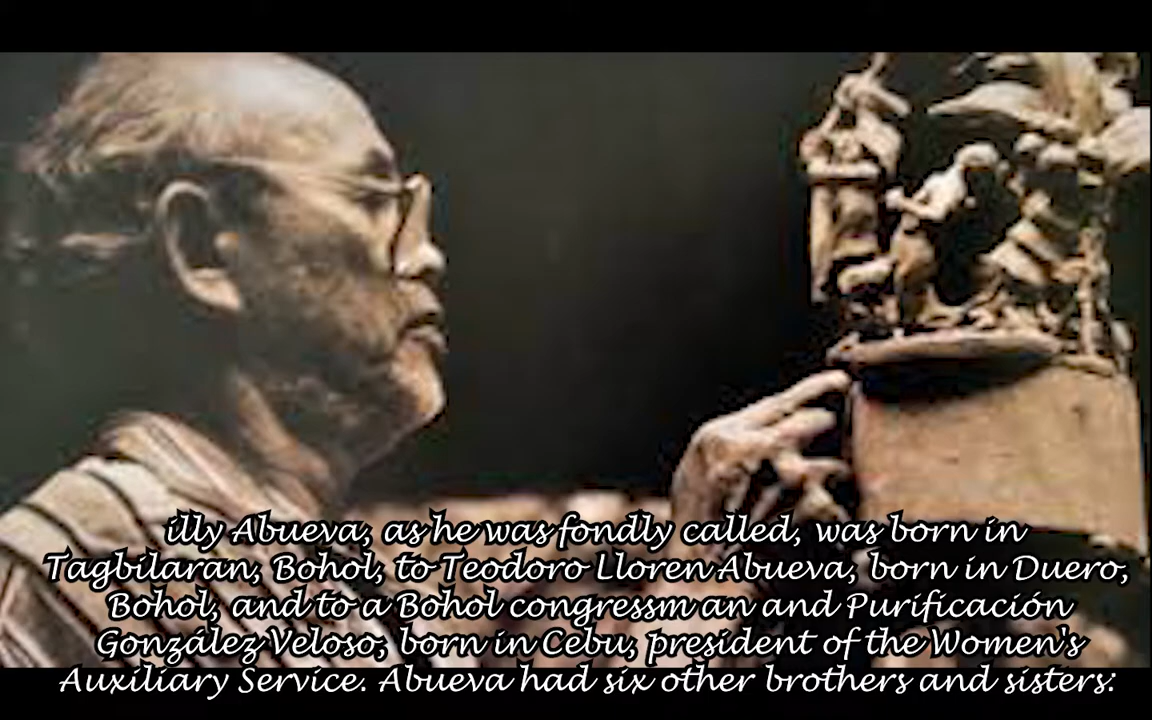 illy Abueva, as he was fondly called, was born in
Tagbilaran, Bohol, to Teodoro Lloren Abueva, born in Duero,
Bohol, and to a Bohol congressman and Purificación
González Veloso, born in Cebu, president of the Women's
Auxiliary Service. Abueva had six other brothers and sisters: